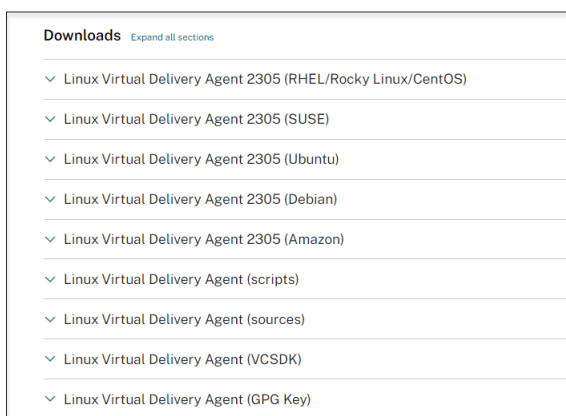 Downloads Expand all sections
Linux Virtual Delivery Agent 2305 (RHEL/Rocky Linux/CentOS)
Linux Virtual Delivery Agent 2305 (SUSE)
Linux Virtual Delivery Agent 2305 (Ubuntu)
Linux Virtual Delivery Agent 2305 (Debian)
Linux Virtual Delivery Agent 2305 (Amazon)
Linux Virtual Delivery Agent (scripts)
Linux Virtual Delivery Agent (sources)
Linux Virtual Delivery Agent (VCSDK)
Linux Virtual Delivery Agent (GPG Key)